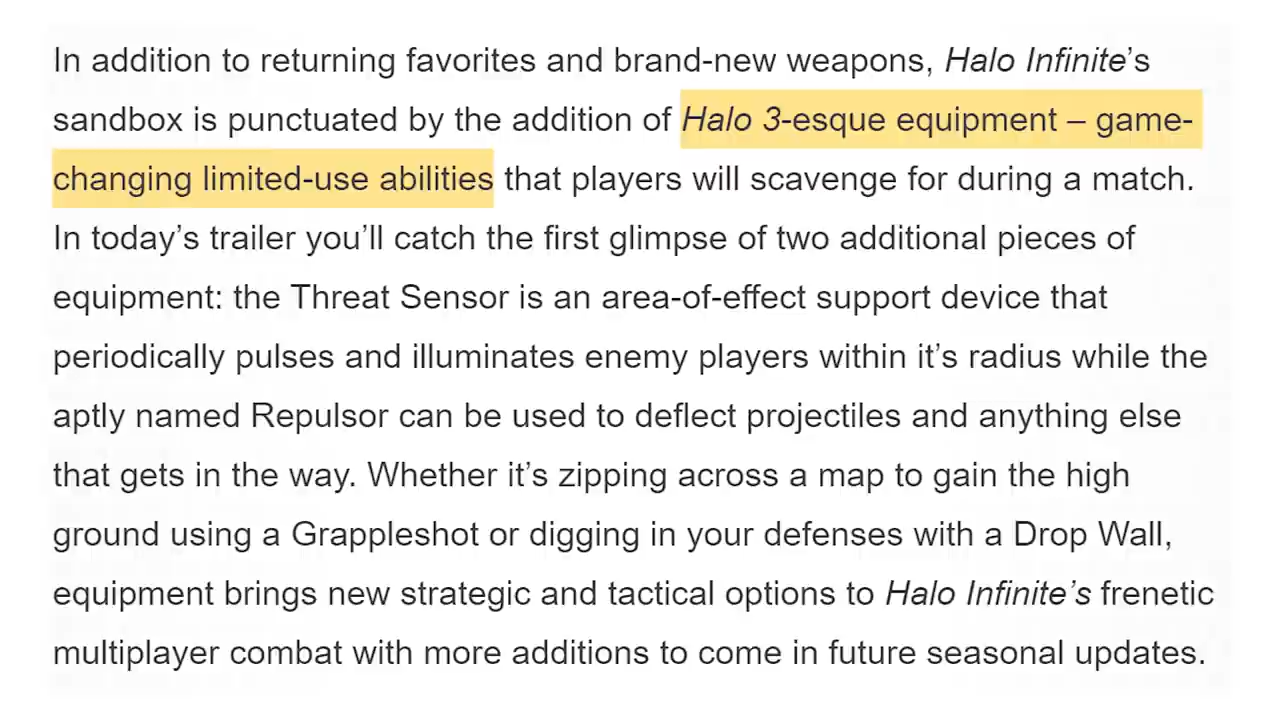 In addition to returning favorites and brand-new weapons, Halo Infinite’s
sandbox is punctuated by the addition of Halo 3-esque equipment – game-
changing limited-use abilities that players will scavenge for during a match.
In today’s trailer you’ll catch the first glimpse of two additional pieces of
equipment: the Threat Sensor is an area-of-effect support device that
periodically pulses and illuminates enemy players within it’s radius while the
aptly named Repulsor can be used to deflect projectiles and anything else
that gets in the way. Whether it’s zipping across a map to gain the high
ground using a Grappleshot or digging in your defenses with a Drop Wall,
equipment brings new strategic and tactical options to Halo Infinite’s frenetic
multiplayer combat with more additions to come in future seasonal updates.